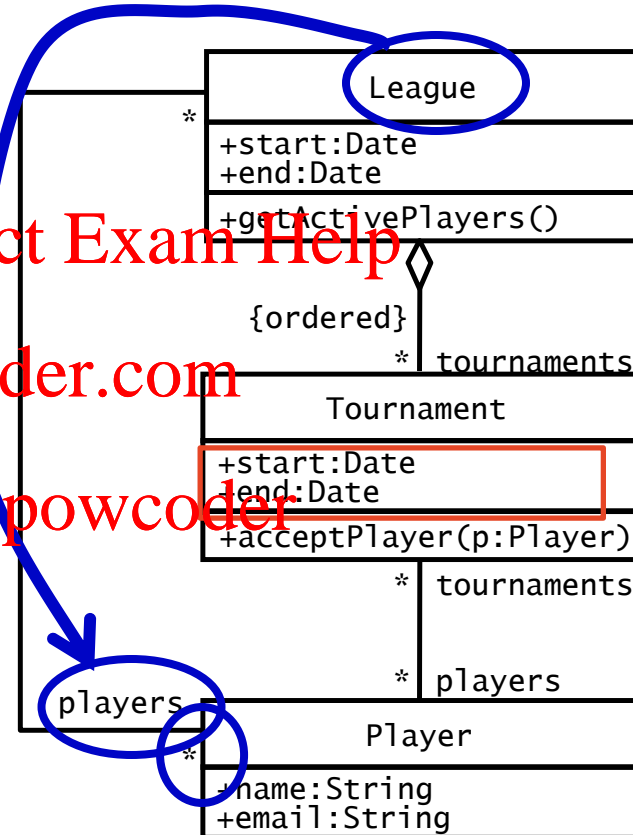 League
*
+start:Date
+end:Date
+getActivePlayers()
ct Exam Help
{ordered}
* tournaments
der.com
Tournament
+start:Date
+end:Date
powcoder
+acceptPlayer(p:Player)
* tournaments
* players
players
Player
*
+name:String
+email:String